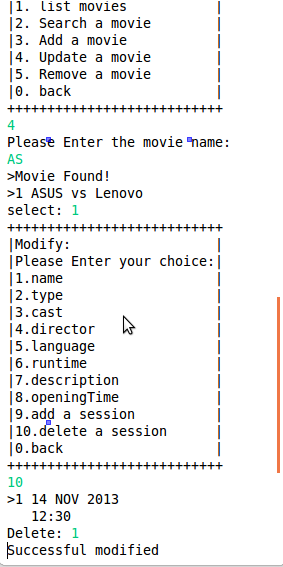 |1. list movies |
|2. Search a movie |
|3. Add a movie |
|4. Update a movie |
|5. Remove a movie |
|0. back |
+++++++++++++++++++++++++++
4
Please Enter the movie name:
AS
>Movie Found!
>1 ASUS vs Lenovo
select: 1
+++++++++++++++++++++++++++
|Modify: |
|Please Enter your choice:|
|1.name |
|2.type |
|3.cast |
|4.director |
|5.language |
|6.runtime |
|7.description |
|8.openingTime |
|9.add a session |
|10.delete a session |
|0.back |
+++++++++++++++++++++++++++
10
>1 14 NOV 2013
12:30
Delete: 1
Successful modified